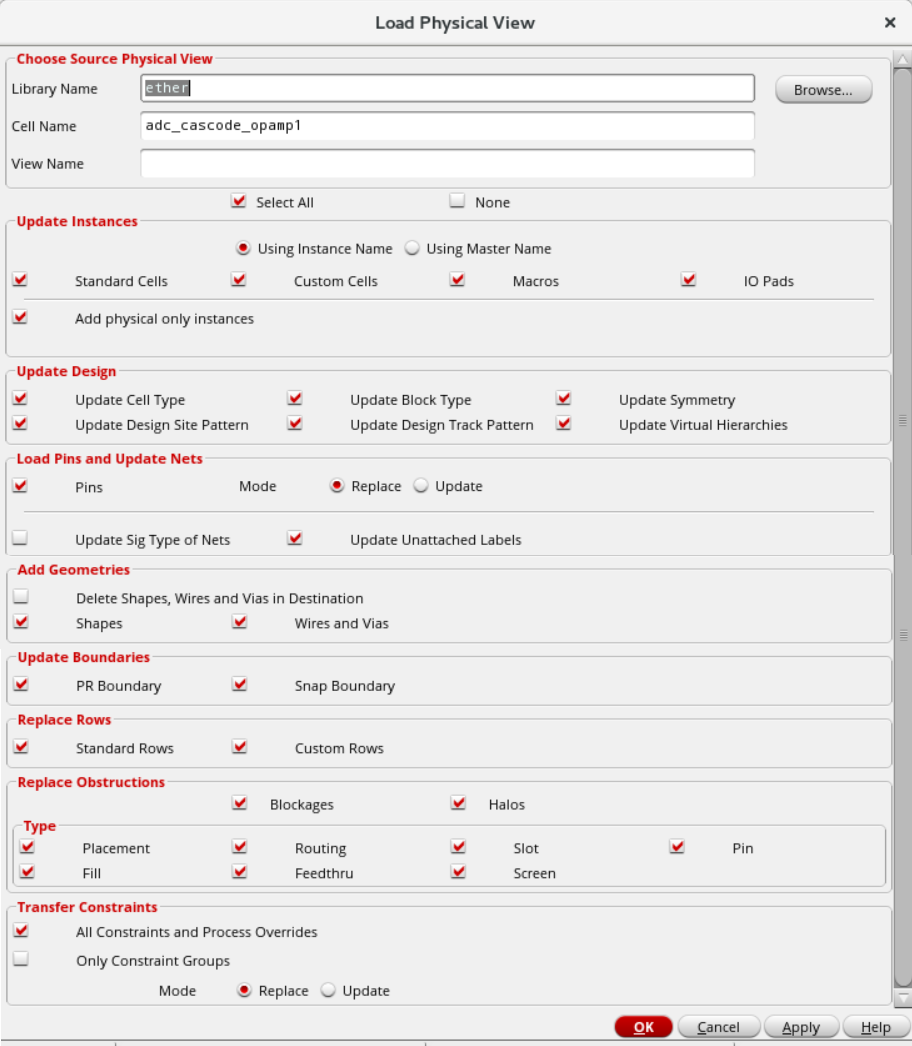 Load Physical View
Choose Source Physical View
Library Name ether Browse...
Cell Name adc_cascode_opamp1
View Name
Select All None
Update Instances
Using Instance Name Using Master Name
Standard Cells Custom Cells Macros IO Pads
Add physical only instances
Update Design
Update Cell Type Update Block Type Update Symmetry
Update Design Site Pattern Update Design Track Pattern Update Virtual Hierarchies
Load Pins and Update Nets
Pins Mode Replace Update
Update Sig Type of Nets Update Unattached Labels
Add Geometries
Delete Shapes, Wires and Vias in Destination
Shapes Wires and Vias
Update Boundaries
PR Boundary Snap Boundary
Replace Rows
Standard Rows Custom Rows
Replace Obstructions
Blockages Halos
Type
Placement Routing Slot Pin
Fill Feedthru Screen
Transfer Constraints
All Constraints and Process Overrides
Only Constraint Groups
Mode Replace Update
OK Cancel Apply Help